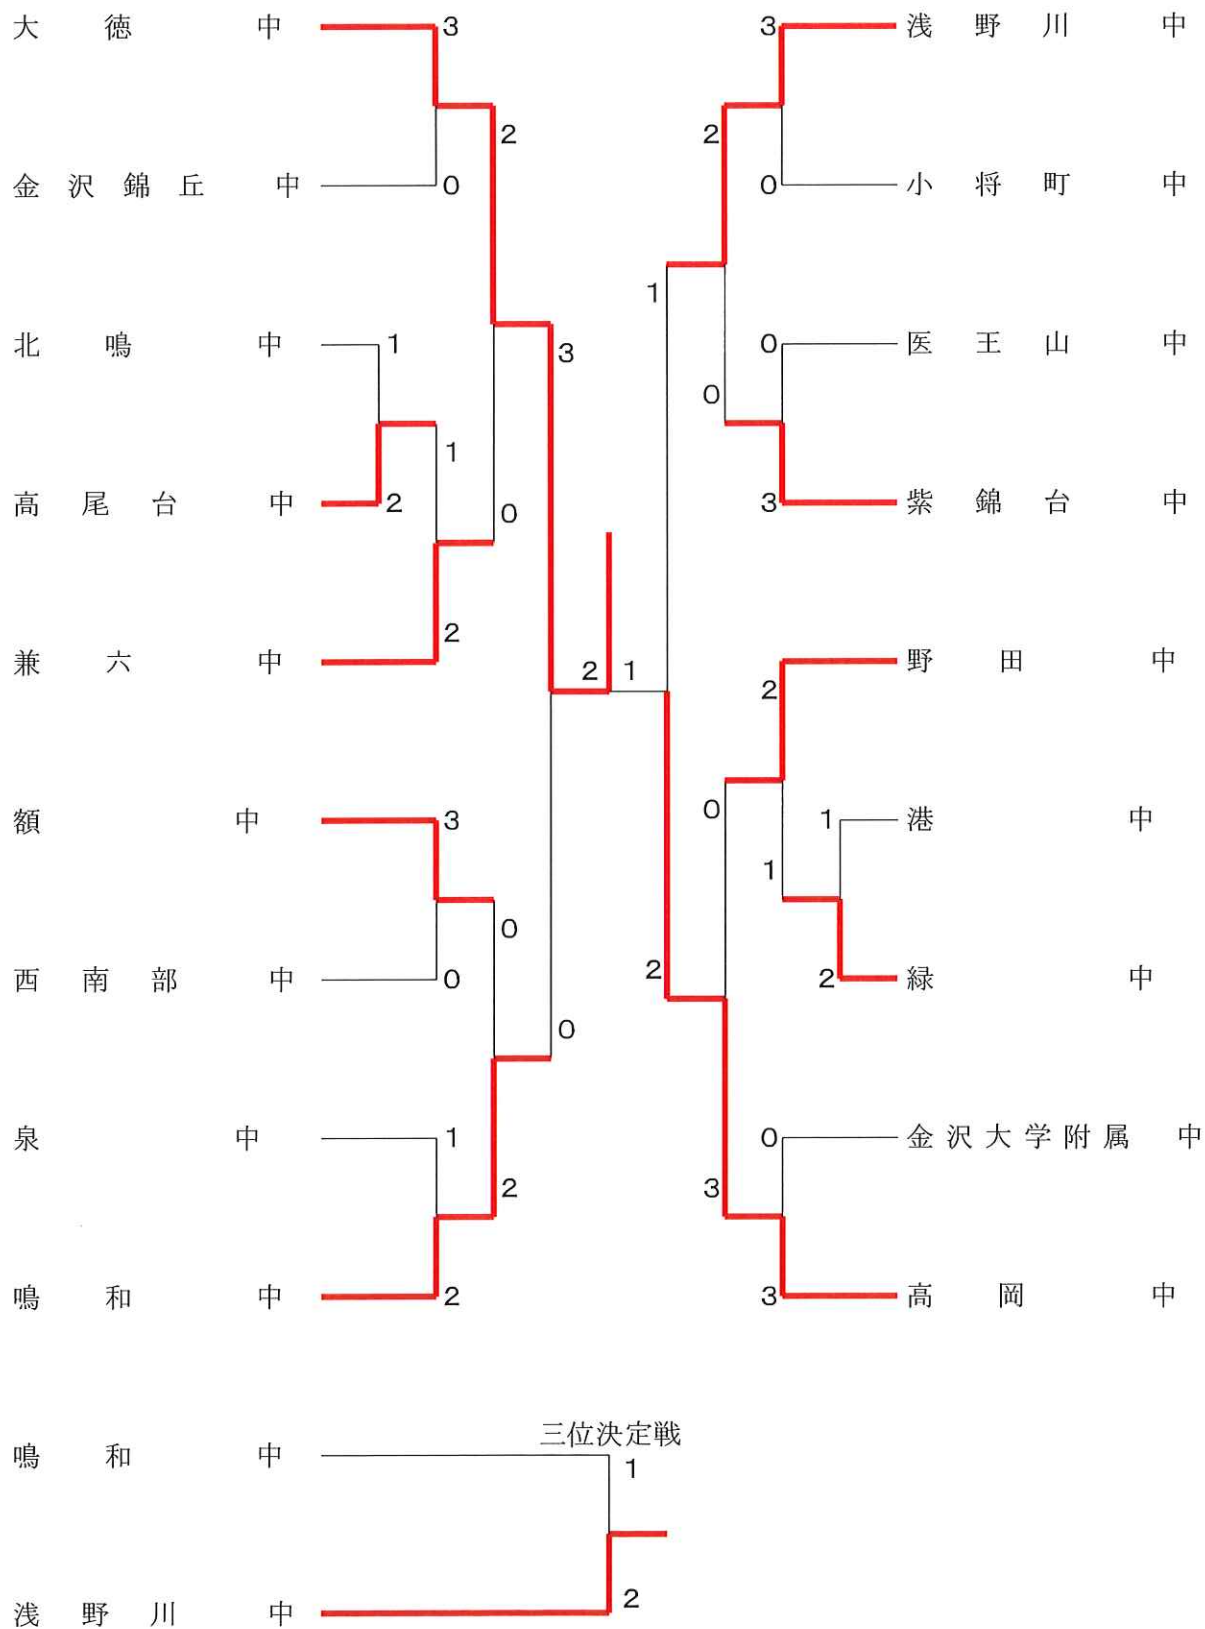 大徳中 3
3 浅野川中
2
2
金沢錦丘中 0
0 小将町中
1
北鳴中 1
0 医王山中
3
0
1
高尾台中 2
3 紫錦台中
0
2
兼六中
野田中
2 1
2
0
額中 3
1 港中
1
0
2
西南部中 0
2 緑中
0
泉中 1
0 金沢大学附属中
2
3
鳴和中 2
3 高岡中
三位決定戦
鳴和中
1
2
浅野川中